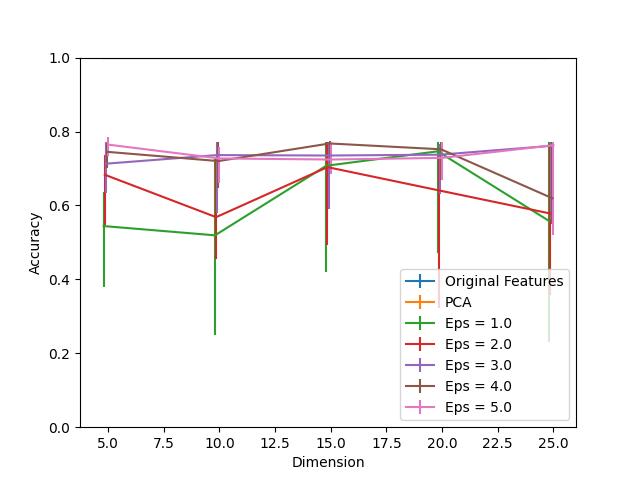 1.0
0.8
0.6
0.4
0.2
0.0
Accuracy
Original Features
PCA
Eps = 1.0
Eps = 2.0
Eps = 3.0
Eps = 4.0
Eps = 5.0
5.0 7.5 10.0 12.5 15.0 17.5 20.0 22.5 25.0
Dimension